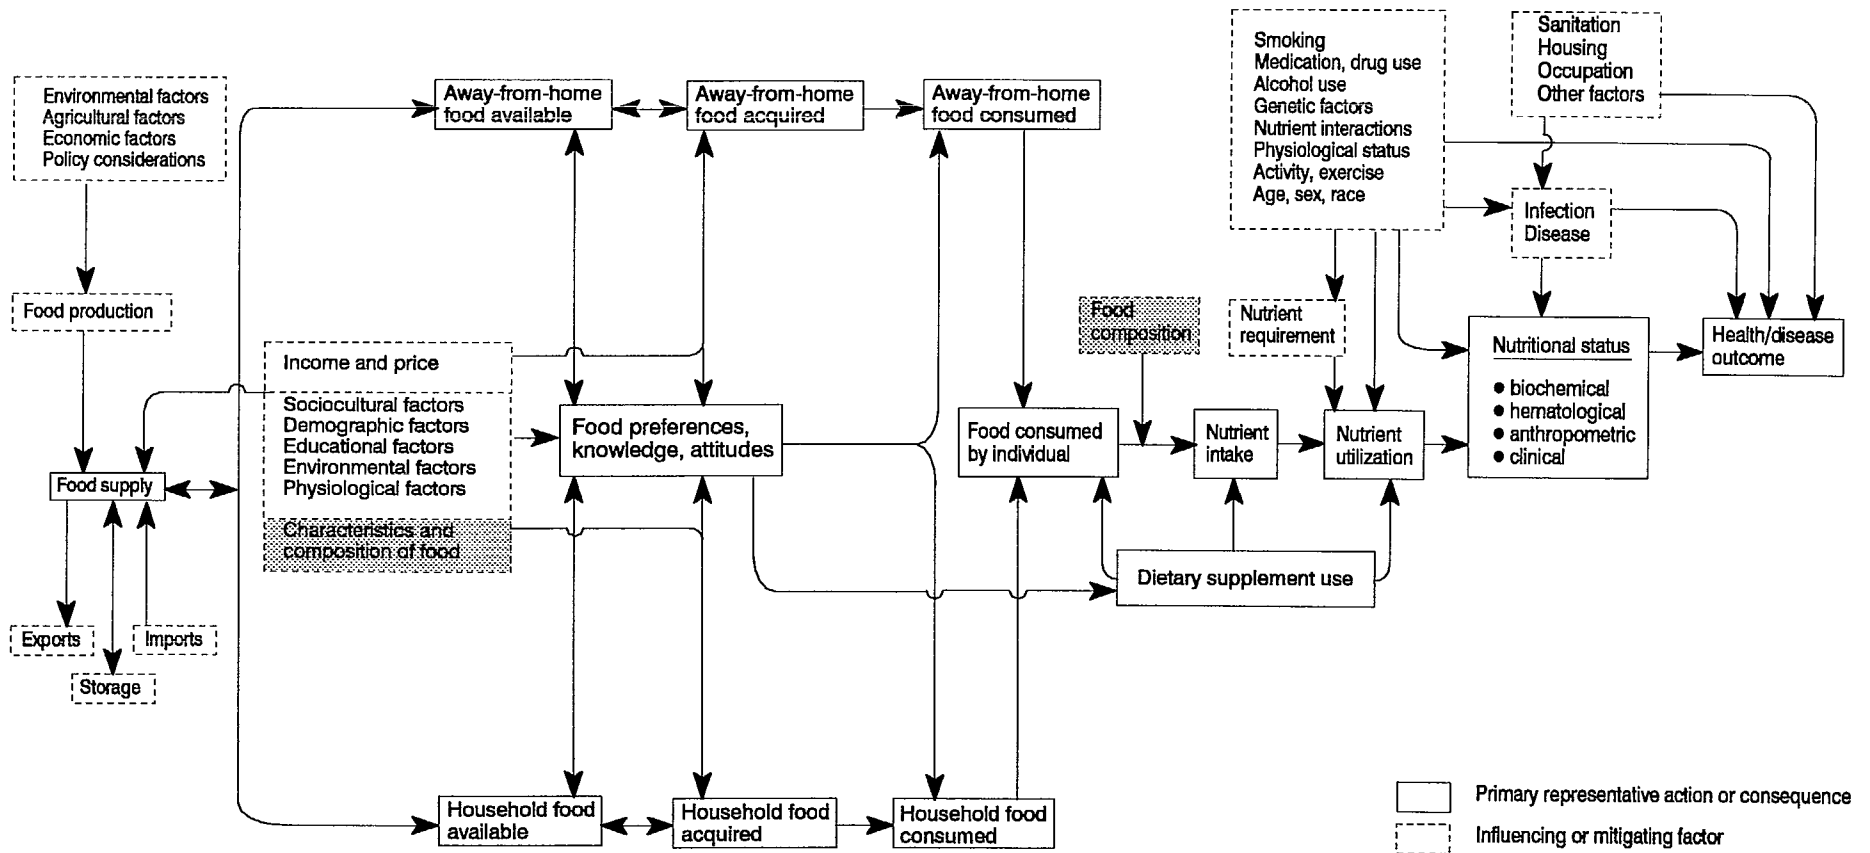 Environmental factors
Agricultural factors
Economic factors
Policy considerations
Food production
Food supply
Exports
Imports
Storage
Income and price
Sociocultural factors
Demographic factors
Educational factors
Environmental factors
Physiological factors
Characteristics and
composition of food
Away-from-home
food available
Away-from-home
food acquired
Away-from-home
food consumed
Food preferences,
knowledge, attitudes
Household food
available
Household food
acquired
Household food
consumed
Food consumed
by individual
Food
composition
Nutrient
intake
Dietary supplement use
Smoking
Medication, drug use
Alcohol use
Genetic factors
Nutrient interactions
Physiological status
Activity, exercise
Age, sex, race
Nutrient
requirement
Nutrient
utilization
Sanitation
Housing
Occupation
Other factors
Infection
Disease
Nutritional status
● biochemical
● hematological
● anthropometric
● clinical
Health/disease
outcome
Primary representative action or consequence
Influencing or mitigating factor